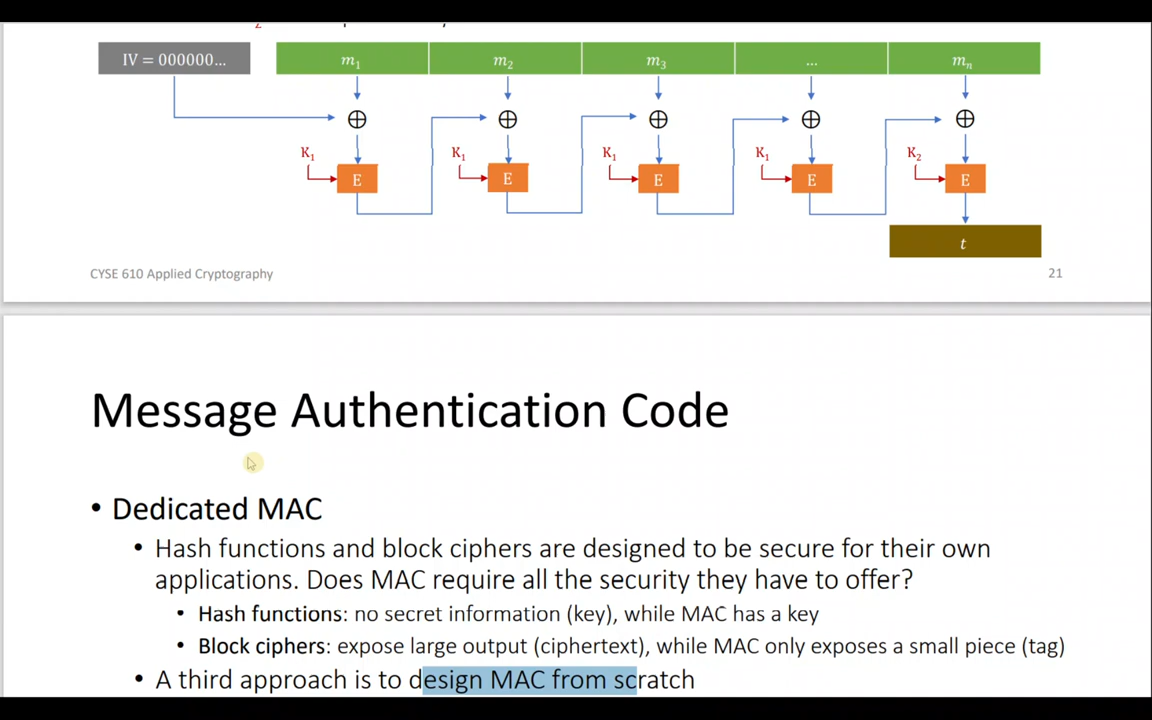 IV = 000000... m₁ m₂ m₃ ... mₙ
K₁ K₁ K₁ K₁ K₂
E E E E E
t
CYSE 610 Applied Cryptography 21
Message Authentication Code
• Dedicated MAC
• Hash functions and block ciphers are designed to be secure for their own
applications. Does MAC require all the security they have to offer?
• Hash functions: no secret information (key), while MAC has a key
• Block ciphers: expose large output (ciphertext), while MAC only exposes a small piece (tag)
• A third approach is to design MAC from scratch